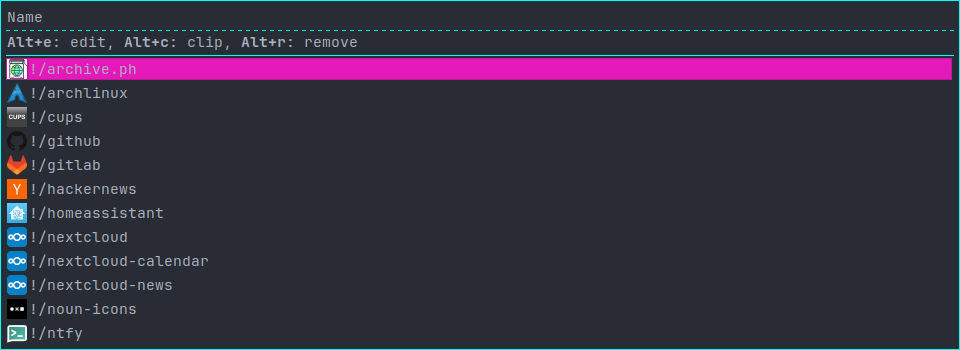 Name
Alt+e: edit, Alt+c: clip, Alt+r: remove
!/archive.ph
!/archlinux
CUPS !/cups
!/github
!/gitlab
Y !/hackernews
!/homeassistant
!/nextcloud
!/nextcloud-calendar
!/nextcloud-news
!/noun-icons
>_ !/ntfy